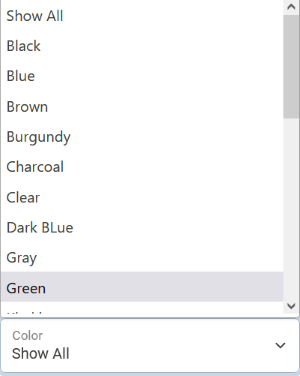 Show All
Black
Blue
Brown
Burgundy
Charcoal
Clear
Dark BLue
Gray
Green
Color
Show All